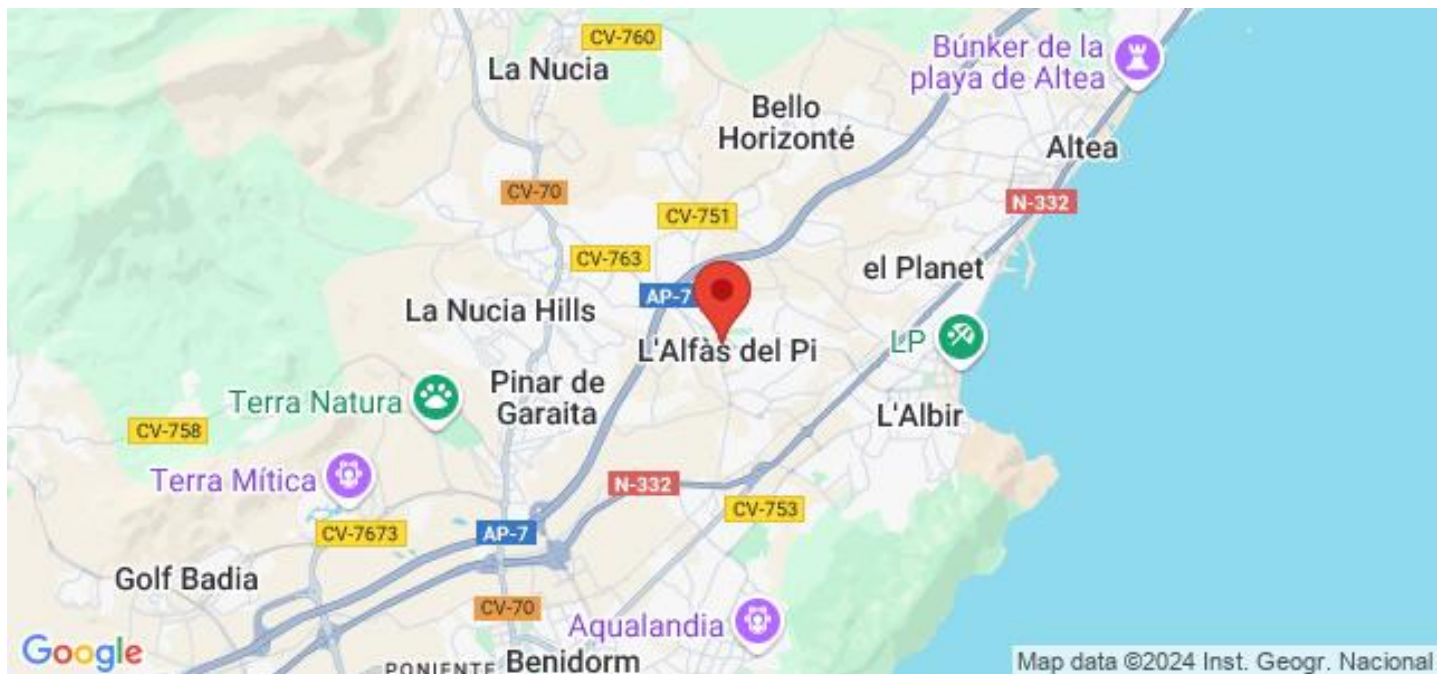 CV-760
La Nucia
Búnker de la
playa de Altea
Bello
Horizonté
Altea
CV-70
N-332
CV-751
CV-763
el Planet
AP-7
La Nucia Hills
L'Alfàs del Pi
LP
Pinar de
Garaita
Terra Natura
L'Albir
CV-758
Terra Mítica
N-332
CV-753
CV-7673
AP-7
Golf Badia
CV-70
Aqualandia
Google
PONIENTE
Benidorm
Map data ©2024 Inst. Geogr. Nacional